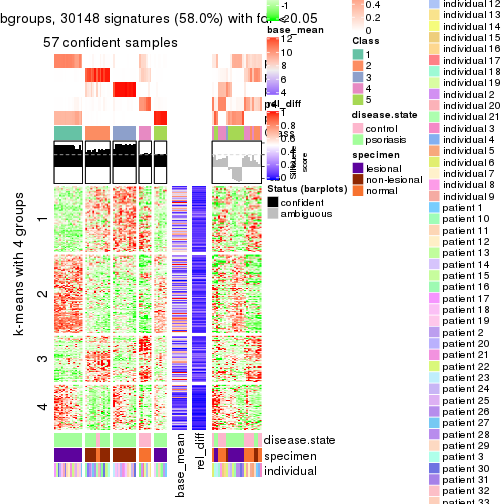 bgroups, 30148 signatures (58.0%) with fdr <0.05
57 confident samples
k-means with 4 groups
1
2
3
4
base_mean
rel_diff
disease.state
specimen
individual
Silhouette
score
-1
base_mean
12
10
8
6
4
rel_diff
1
0.8
0.6
0.4
0.2
0
Status (barplots)
confident
ambiguous
0.4
0.2
0
Class
1
2
3
4
5
disease.state
control
psoriasis
specimen
lesional
non-lesional
normal
individual 12
individual 13
individual 14
individual 15
individual 16
individual 17
individual 18
individual 19
individual 2
individual 20
individual 21
individual 3
individual 4
individual 5
individual 6
individual 7
individual 8
individual 9
patient 1
patient 10
patient 11
patient 12
patient 13
patient 14
patient 15
patient 16
patient 17
patient 18
patient 19
patient 2
patient 20
patient 21
patient 22
patient 23
patient 24
patient 25
patient 26
patient 27
patient 28
patient 29
patient 3
patient 30
patient 31
patient 32
patient 33